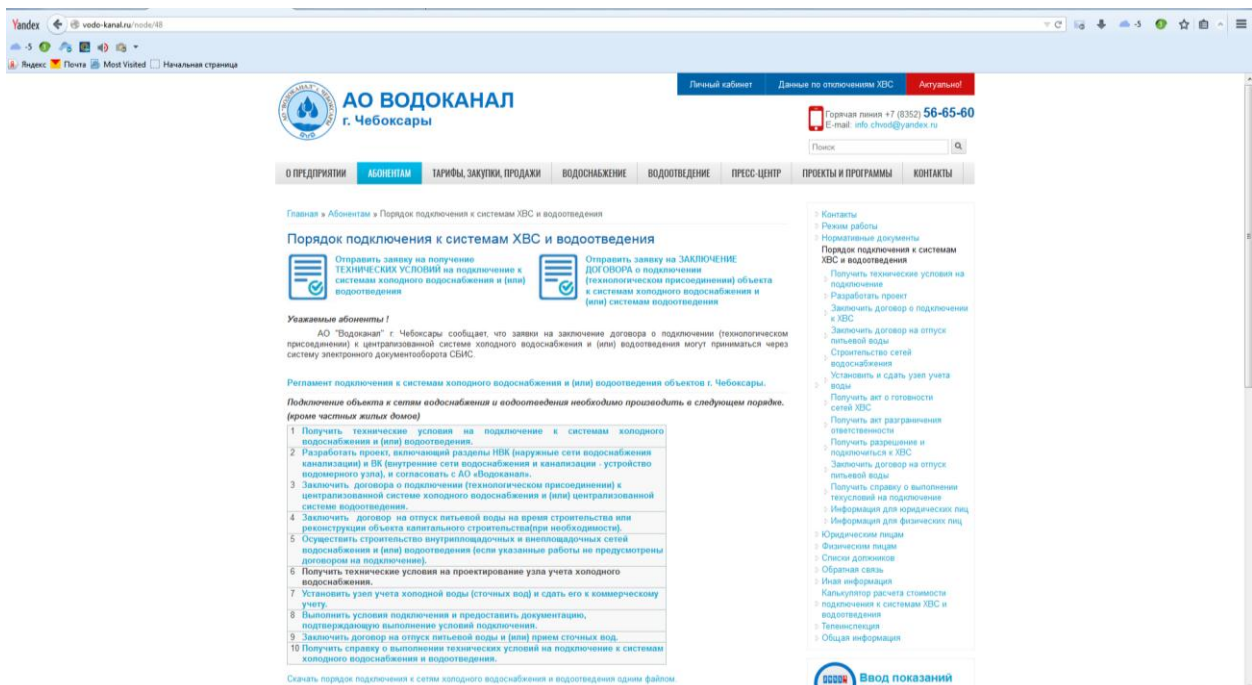 Yandex
vodo-kanal.ru/node/48
-5
-5
Яндекс Почта Most Visited Начальная страница
Личный кабинет Данные по отключениям ХВС Актуально!
АО ВОДОКАНАЛ
г. Чебоксары
Горячая линия +7 (8352) 56-65-60
E-mail: info.chvod@yandex.ru
Поиск
О ПРЕДПРИЯТИИ АБОНЕНТАМ ТАРИФЫ, ЗАКУПКИ, ПРОДАЖИ ВОДОСНАБЖЕНИЕ ВОДООТВЕДЕНИЕ ПРЕСС-ЦЕНТР ПРОЕКТЫ И ПРОГРАММЫ КОНТАКТЫ
Главная » Абонентам » Порядок подключения к системам ХВС и водоотведения
Порядок подключения к системам ХВС и водоотведения
Отправить заявку на получение
ТЕХНИЧЕСКИХ УСЛОВИЙ на подключение к
системам холодного водоснабжения и (или)
водоотведения
Отправить заявку на ЗАКЛЮЧЕНИЕ
ДОГОВОРА о подключении
(технологическом присоединении) объекта
к системам холодного водоснабжения и
(или) системам водоотведения
Уважаемые абоненты !
АО "Водоканал" г. Чебоксары сообщает, что заявки на заключение договора о подключении (технологическом
присоединении) к централизованной системе холодного водоснабжения и (или) водоотведения могут приниматься через
систему электронного документооборота СБИС.
Регламент подключения к системам холодного водоснабжения и (или) водоотведения объектов г. Чебоксары.
Подключение объекта к сетям водоснабжения и водоотведения необходимо производить в следующем порядке.
(кроме частных жилых домов)
1 Получить технические условия на подключение к системам холодного
водоснабжения и (или) водоотведения.
2 Разработать проект, включающий разделы НВК (наружные сети водоснабжения
канализации) и ВК (внутренние сети водоснабжения и канализации - устройство
водомерного узла), и согласовать с АО «Водоканал».
3 Заключить договора о подключении (технологическом присоединении) к
централизованной системе холодного водоснабжения и (или) централизованной
системе водоотведения.
4 Заключить договор на отпуск питьевой воды на время строительства или
реконструкции объекта капитального строительства(при необходимости).
5 Осуществить строительство внутриплощадочных и внеплощадочных сетей
водоснабжения и (или) водоотведения (если указанные работы не предусмотрены
договором на подключение).
6 Получить технические условия на проектирование узла учета холодного
водоснабжения.
7 Установить узел учета холодной воды (сточных вод) и сдать его к коммерческому
учету.
8 Выполнить условия подключения и предоставить документацию,
подтверждающую выполнение условий подключения.
9 Заключить договор на отпуск питьевой воды и (или) прием сточных вод.
10 Получить справку о выполнении технических условий на подключение к системам
холодного водоснабжения и водоотведения.
Скачать порядок подключения к сетям холодного водоснабжения и водоотведения одним файлом
Контакты
Режим работы
Нормативные документы
Порядок подключения к системам
ХВС и водоотведения
Получить технические условия на
подключение
Разработать проект
Заключить договор о подключении
к ХВС
Заключить договор на отпуск
питьевой воды
Строительство сетей
водоснабжения
Установить и сдать узел учета
воды
Получить акт о готовности
сетей ХВС
Получить акт разграничения
ответственности
Получить разрешение и
подключиться к ХВС
Заключить договор на отпуск
питьевой воды
Получить справку о выполнении
техусловий на подключение
Информация для юридических лиц
Информация для физических лиц
Юридическим лицам
Физическим лицам
Списки должников
Обратная связь
Иная информация
Калькулятор расчета стоимости
подключения к системам ХВС и
водоотведения
Телеинспекция
Общая информация
Ввод показаний